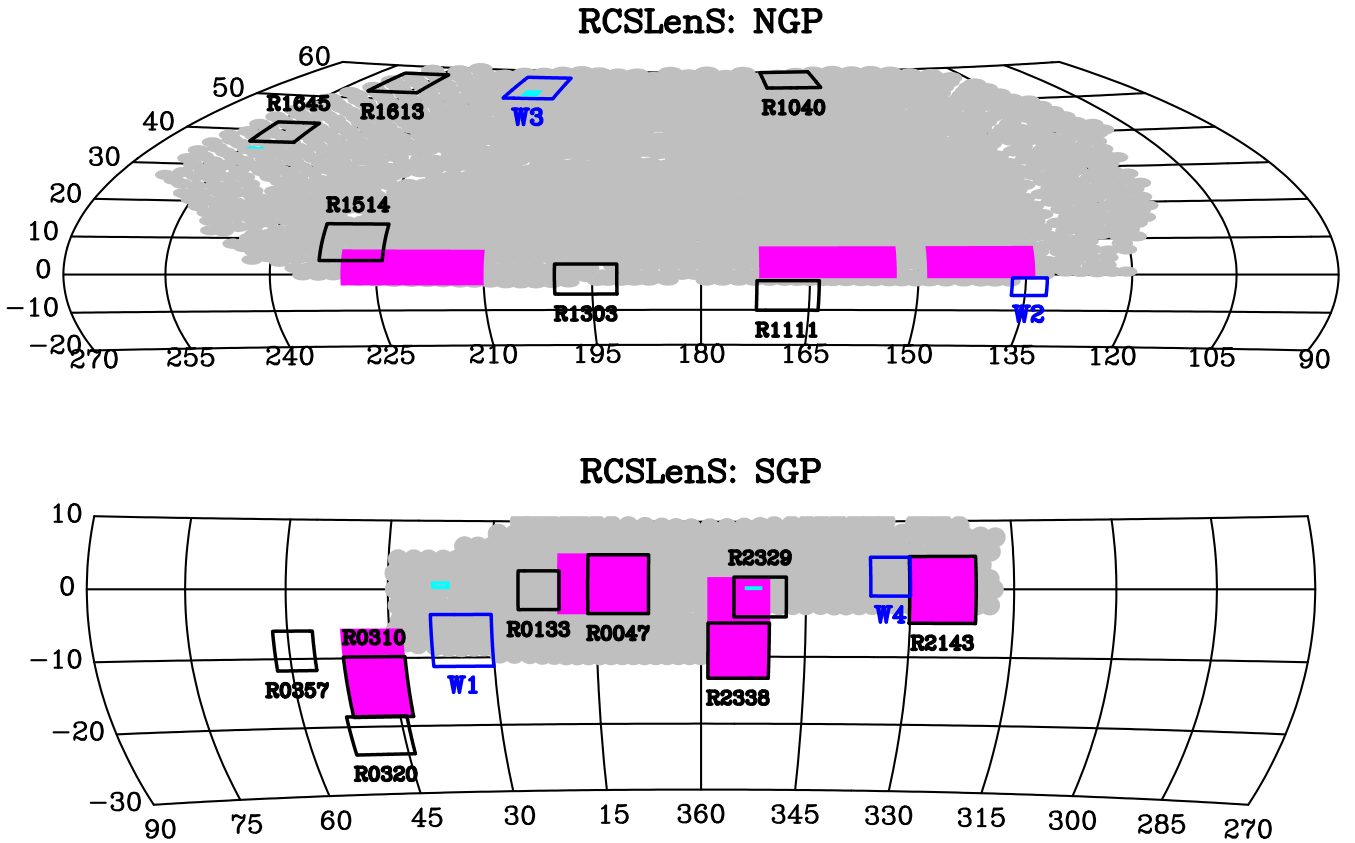 RCSLenS: NGP
60
50
40
30
20
10
0
−10
−20
R1645
R1613
W3
R1040
R1514
R1303
R1111
W2
270 255 240 225 210 195 180 165 150 135 120 105 90
RCSLenS: SGP
10
0
−10
−20
−30
R2329
R0133
R0047
W4
R0310
R2143
R0357
W1
R2338
R0320
90 75 60 45 30 15 360 345 330 315 300 285 270